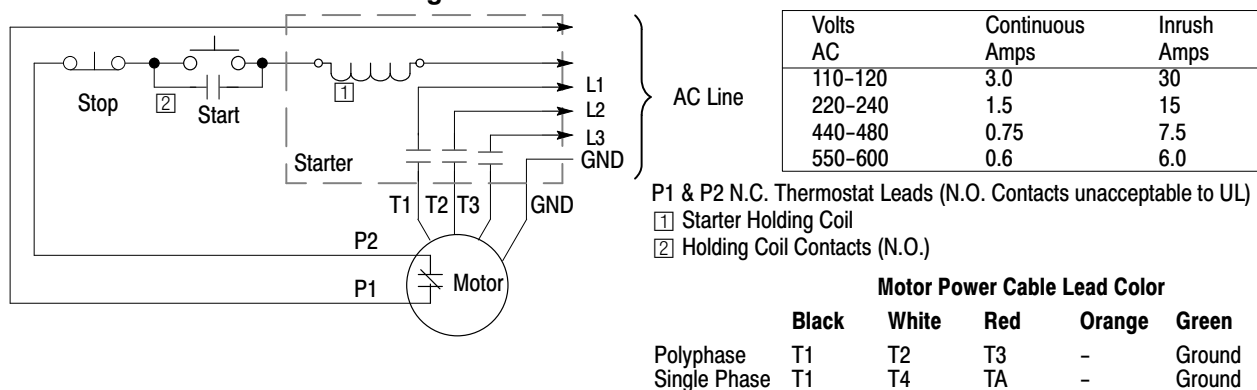 Stop
2
Start
1
Starter
L1
L2
L3
GND
AC Line
T1 T2 T3 GND
P2
P1
Motor
Volts AC Continuous Amps Inrush Amps
110-120 3.0 30
220-240 1.5 15
440-480 0.75 7.5
550-600 0.6 6.0
P1 & P2 N.C. Thermostat Leads (N.O. Contacts unacceptable to UL)
1 Starter Holding Coil
2 Holding Coil Contacts (N.O.)
Motor Power Cable Lead Color
Black White Red Orange Green
Polyphase T1 T2 T3 - Ground
Single Phase T1 T4 TA - Ground